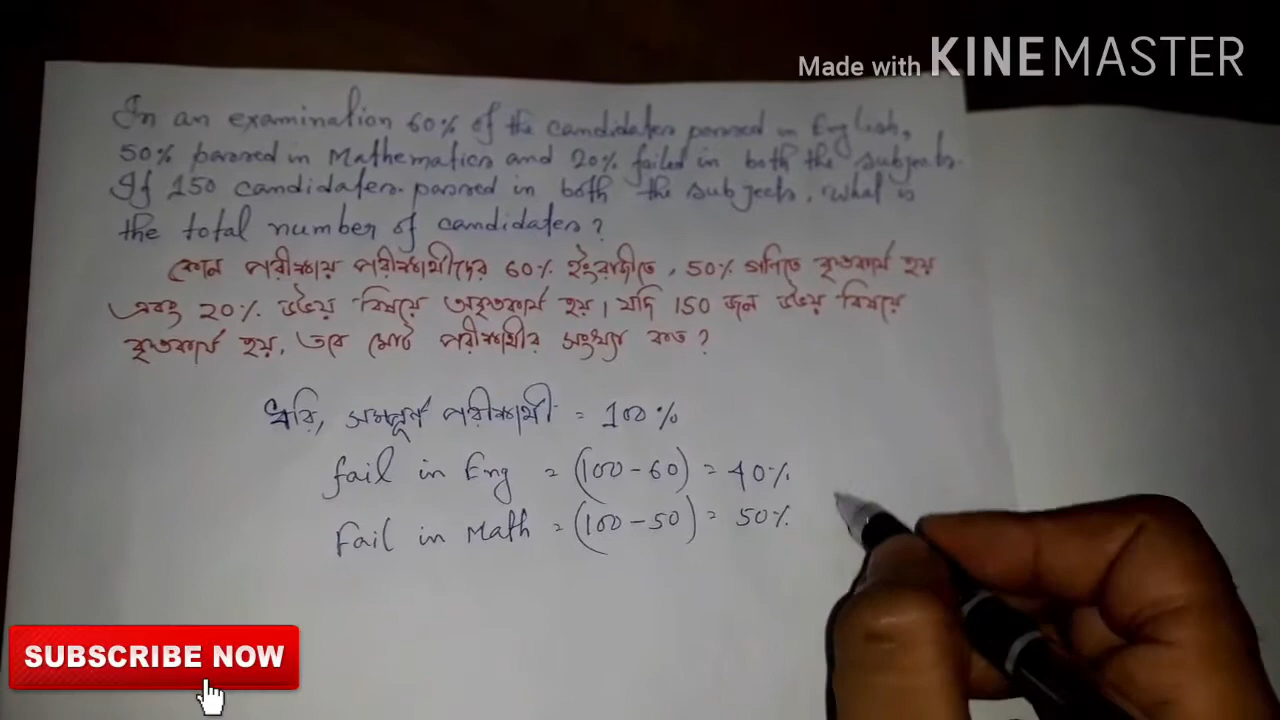 Made with KINEMASTER
In an examination 60% of the candidates passed in English,
50% passed in Mathematics and 20% failed in both the subjects.
If 150 candidates passed in both the subjects, what is
the total number of candidates?
কোন পরীক্ষায় পরীক্ষার্থীদের 60% ইংরাজীতে, 50% গণিতে কৃতকার্য হয়
এবং 20% উভয় বিষয়ে অকৃতকার্য হয়। যদি 150 জন উভয় বিষয়ে
কৃতকার্য হয়, তবে মোট পরীক্ষার্থীর সংখ্যা কত?
ধরি, সম্পূর্ণ পরীক্ষার্থী = 100%
fail in Eng = (100-60) = 40%
Fail in Math = (100-50) = 50%
SUBSCRIBE NOW